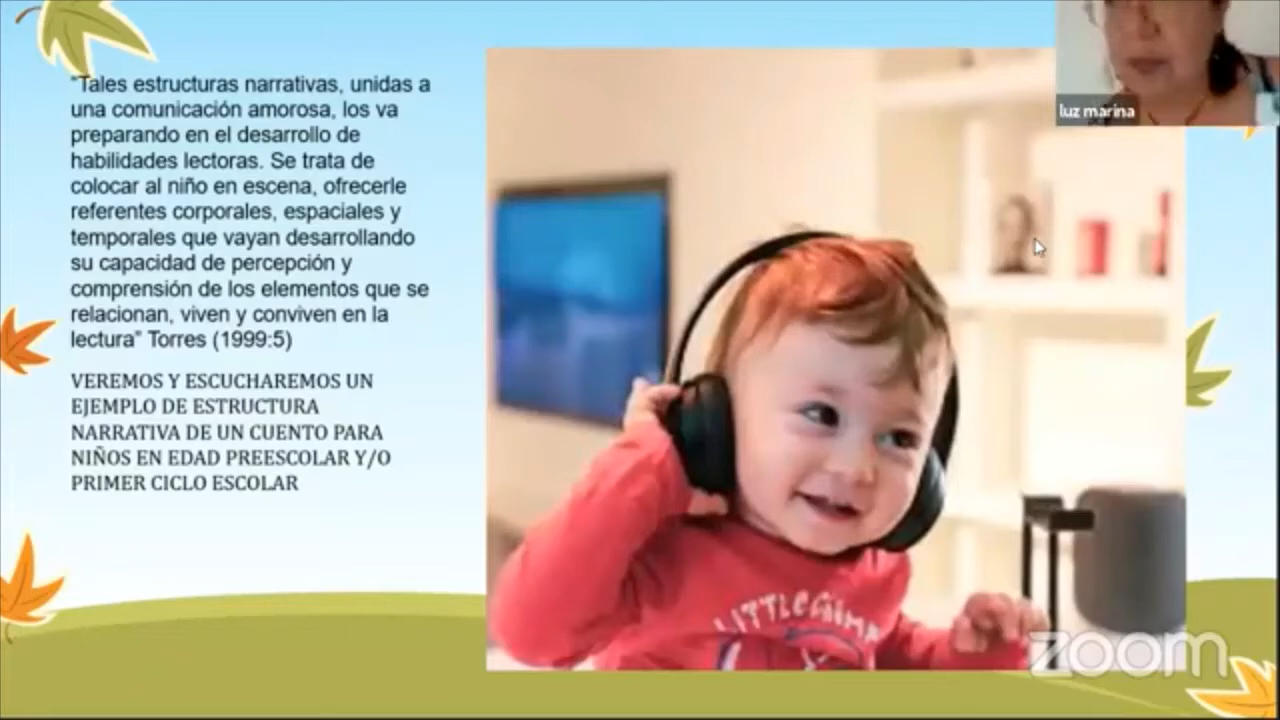 “Tales estructuras narrativas, unidas a
una comunicación amorosa, los va
preparando en el desarrollo de
habilidades lectoras. Se trata de
colocar al niño en escena, ofrecerle
referentes corporales, espaciales y
temporales que vayan desarrollando
su capacidad de percepción y
comprensión de los elementos que se
relacionan, viven y conviven en la
lectura” Torres (1999:5)
VEREMOS Y ESCUCHAREMOS UN
EJEMPLO DE ESTRUCTURA
NARRATIVA DE UN CUENTO PARA
NIÑOS EN EDAD PREESCOLAR Y/O
PRIMER CICLO ESCOLAR
luz marina
LITTLE
zoom